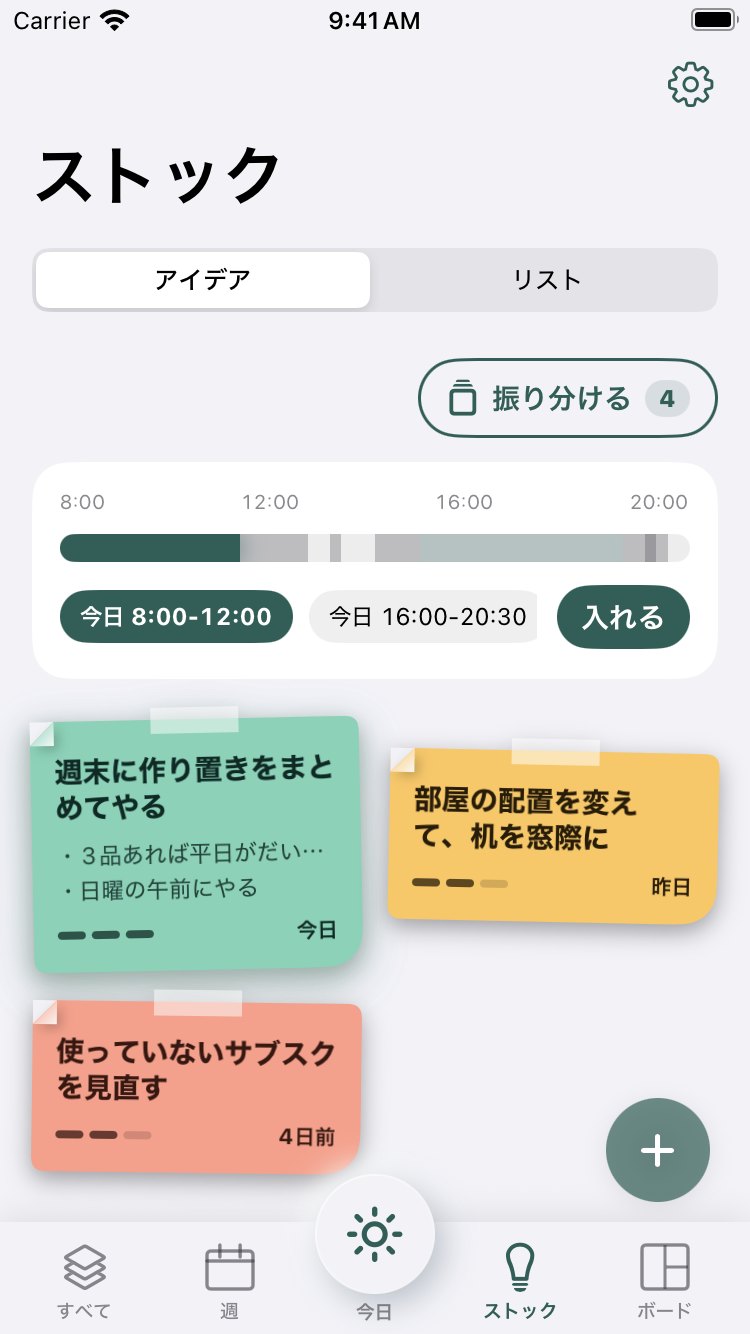 Carrier 9:41 AM
ストック
アイデア リスト
振り分ける 4
8:00 12:00 16:00 20:00
今日 8:00-12:00 今日 16:00-20:30 入れる
週末に作り置きをまと
めてやる
・３品あれば平日がだい…
・日曜の午前にやる
今日
部屋の配置を変え
て、机を窓際に
昨日
使っていないサブスク
を見直す
4日前
すべて 週 今日 ストック ボード